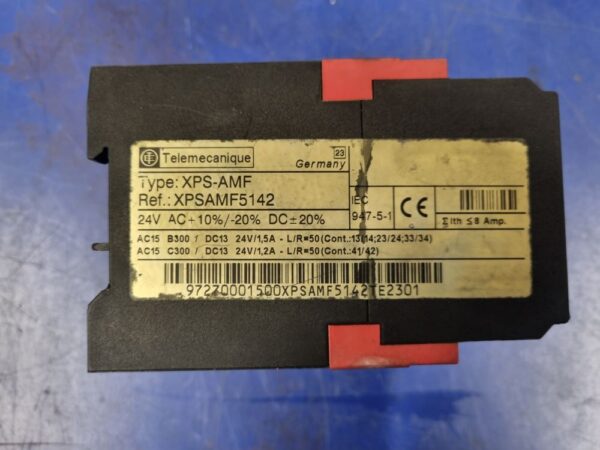 Telemecanique
23
Germany
Type: XPS-AMF
Ref.: XPSAMF5142
24V AC+10%/-20% DC±20%
IEC
947-5-1
CE
Σ Ith ≤8 Amp.
AC15 B300 / DC13 24V/1,5A - L/R=50(Cont.:13/14;23/24;33/34)
AC15 C300 / DC13 24V/1,2A - L/R=50(Cont.:41/42)
97270001500XPSAMF5142TE2301